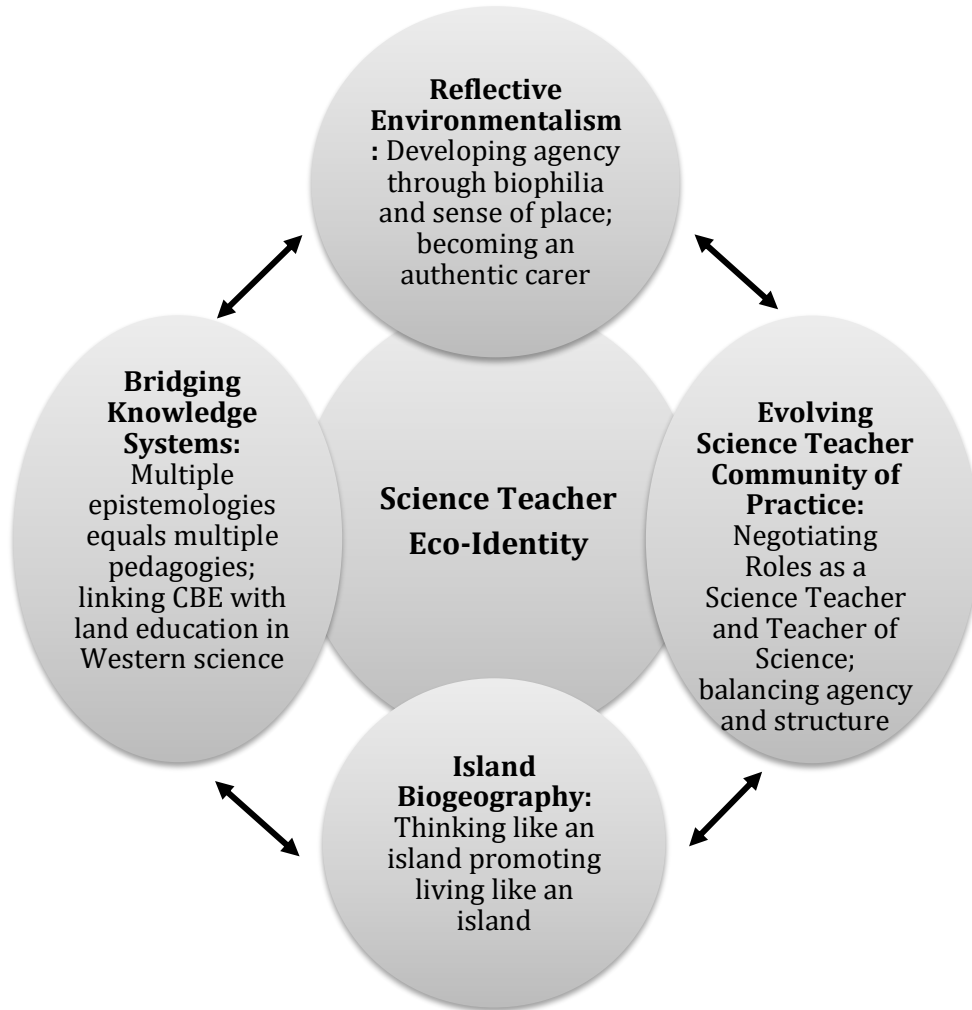 Reflective
Environmentalism
: Developing agency
through biophilia
and sense of place;
becoming an
authentic carer
Bridging
Knowledge
Systems:
Multiple
epistemologies
equals multiple
pedagogies;
linking CBE with
land education in
Western science
Science Teacher
Eco-Identity
Evolving
Science Teacher
Community of
Practice:
Negotiating
Roles as a
Science Teacher
and Teacher of
Science;
balancing agency
and structure
Island
Biogeography:
Thinking like an
island promoting
living like an
island